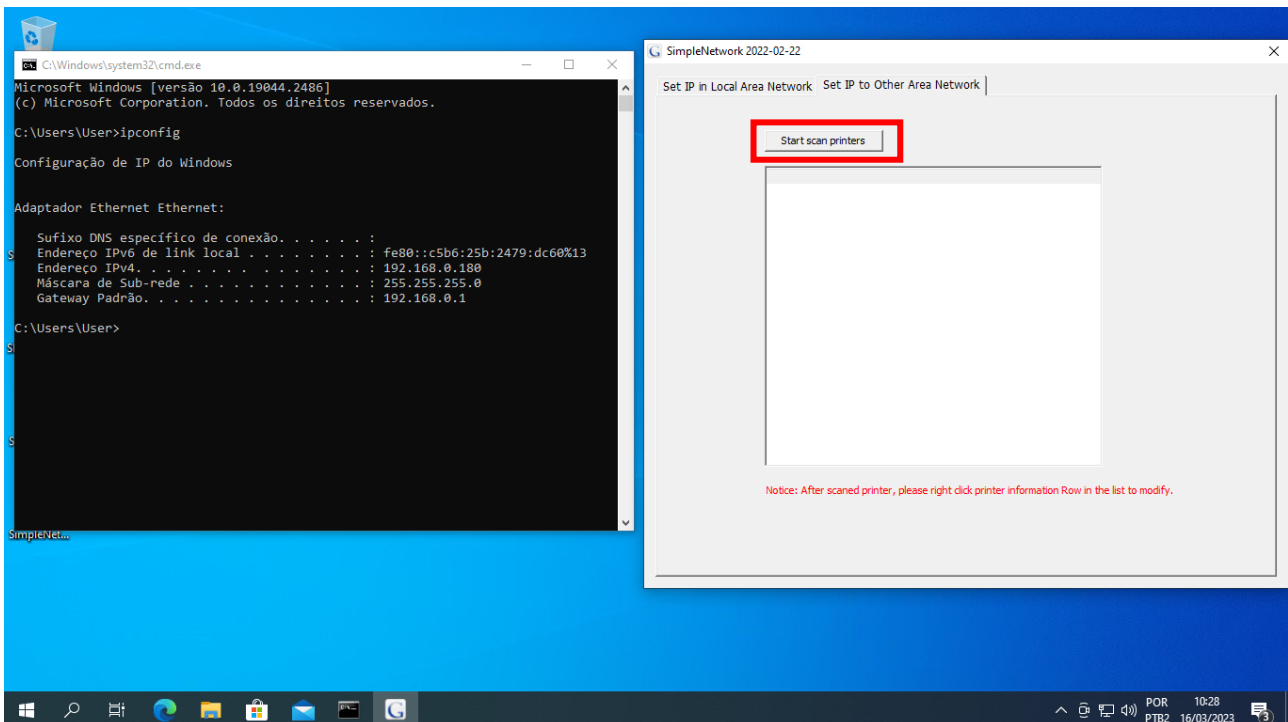 C:\Windows\system32\cmd.exe
Microsoft Windows [versão 10.0.19044.2486]
(c) Microsoft Corporation. Todos os direitos reservados.
C:\Users\User>ipconfig
Configuração de IP do Windows
Adaptador Ethernet Ethernet:
Sufixo DNS específico de conexão. . . . . . :
Endereço IPv6 de link local . . . . . . . . : fe80::c5b6:25b:2479:dc60%13
Endereço IPv4. . . . . . . . . . . . . . . : 192.168.0.180
Máscara de Sub-rede . . . . . . . . . . . . : 255.255.255.0
Gateway Padrão. . . . . . . . . . . . . . . : 192.168.0.1
C:\Users\User>
SimpleNet...
SimpleNetwork 2022-02-22
Set IP in Local Area Network
Set IP to Other Area Network
Start scan printers
Notice: After scaned printer, please right click printer information Row in the list to modify.
POR
PTB2
10:28
16/03/2023